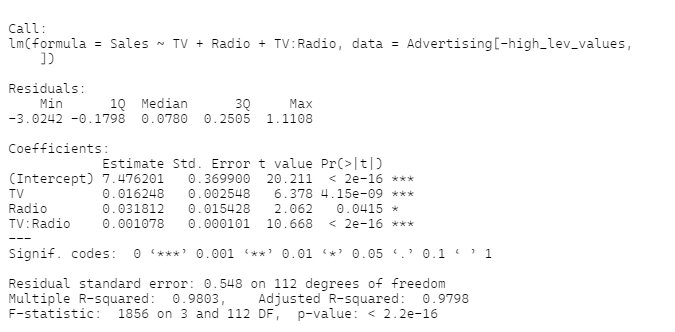 Call:
lm(formula = Sales ~ TV + Radio + TV:Radio, data = Advertising[-high_lev_values,
    ])
Residuals:
    Min      1Q  Median      3Q     Max
-3.0242 -0.1798  0.0780  0.2505  1.1108
Coefficients:
            Estimate Std. Error t value Pr(>|t|)
(Intercept) 7.476201   0.369900  20.211  < 2e-16 ***
TV          0.016248   0.002548   6.378 4.15e-09 ***
Radio       0.031812   0.015428   2.062   0.0415 *
TV:Radio    0.001078   0.000101  10.668  < 2e-16 ***
---
Signif. codes:  0 ‘***’ 0.001 ‘**’ 0.01 ‘*’ 0.05 ‘.’ 0.1 ‘ ’ 1
Residual standard error: 0.548 on 112 degrees of freedom
Multiple R-squared:  0.9803,    Adjusted R-squared:  0.9798
F-statistic:  1856 on 3 and 112 DF,  p-value: < 2.2e-16